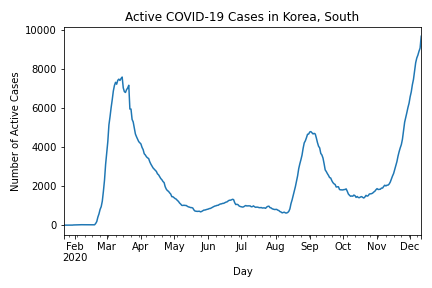 Active COVID-19 Cases in Korea, South
Number of Active Cases
10000
8000
6000
4000
2000
0
Feb Mar Apr May Jun Jul Aug Sep Oct Nov Dec
2020
Day